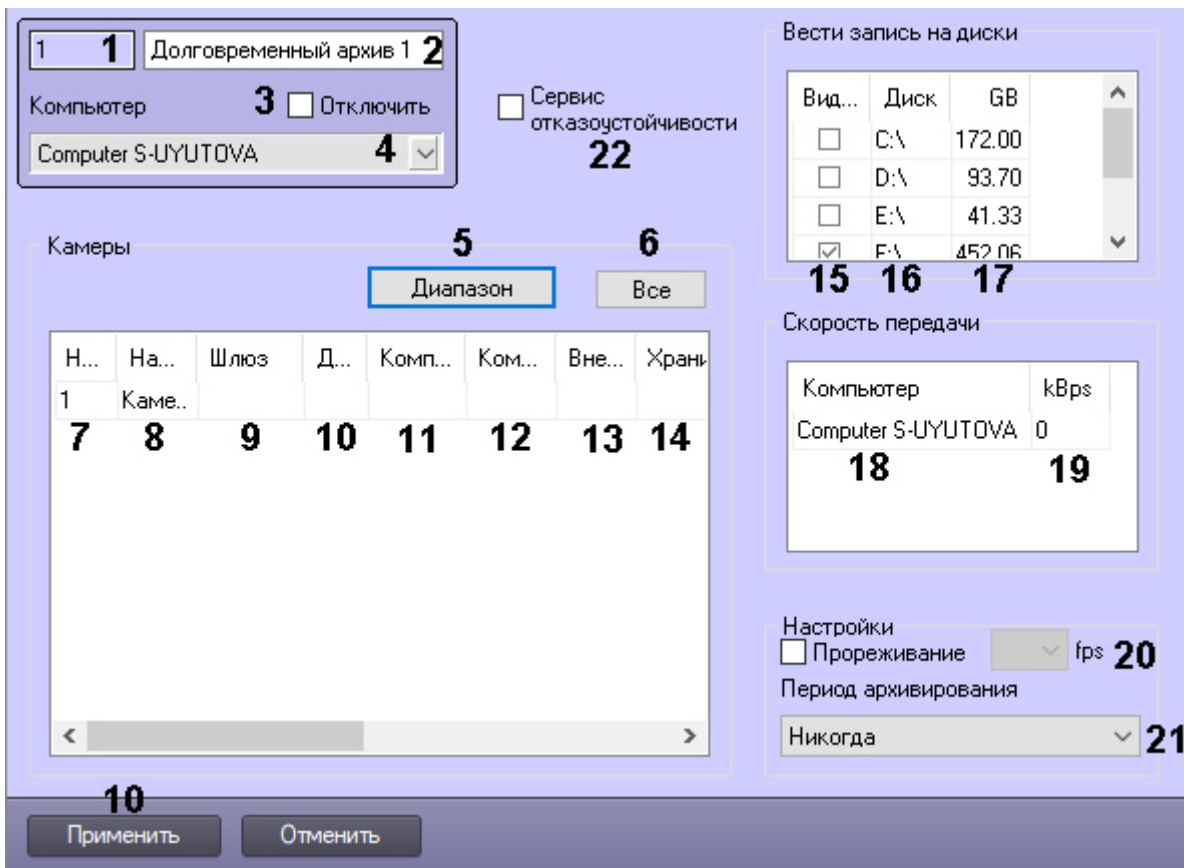 1 1 Долговременный архив 1 2
Компьютер 3 Отключить
Computer S-UYUTOVA 4
Сервис
отказоустойчивости
22
Вести запись на диски
Вид... Диск GB
C:\ 172.00
D:\ 93.70
E:\ 41.33
F:\ 452.06
15 16 17
Камеры 5 6
Диапазон Все
Н... На... Шлюз Д... Комп... Ком... Вне... Храни
1 Каме..
7 8 9 10 11 12 13 14
Скорость передачи
Компьютер kBps
Computer S-UYUTOVA 0
18 19
Настройки
Прореживание fps 20
Период архивирования
Никогда 21
10
Применить Отменить